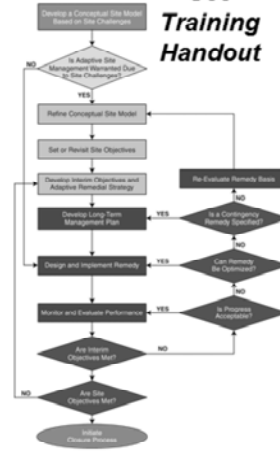 Training
Handout
Develop a Conceptual Site Model
Based on Site Challenges
NO
Is Adaptive Site
Management Warranted Due
to Site Challenges?
YES
Refine Conceptual Site Model
Set or Revisit Site Objectives
Re-Evaluate Remedy Basis
Develop Interim Objectives and
Adaptive Remedial Strategy
NO
Develop Long-Term
Management Plan
YES
Is a Contingency
Remedy Specified?
NO
Design and Implement Remedy
YES
Can Remedy
Be Optimized?
NO
Monitor and Evaluate Performance
YES
Is Progress
Acceptable?
Are Interim
Objectives Met?
NO
NO
Are Site
Objectives Met?
Initiate
Closure Process